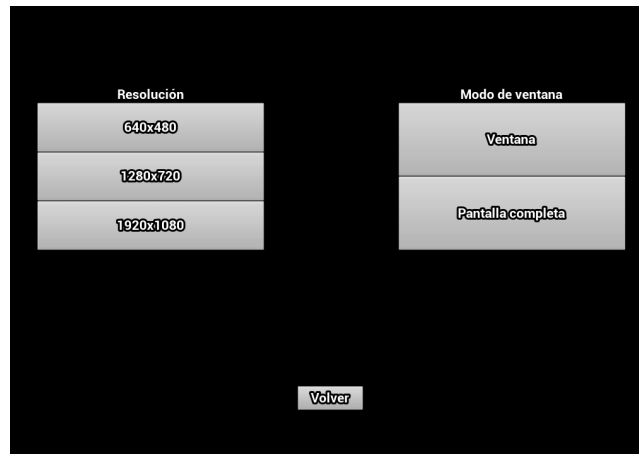 Resolución
640x480
1280x720
1920x1080
Modo de ventana
Ventana
Pantalla completa
Volver